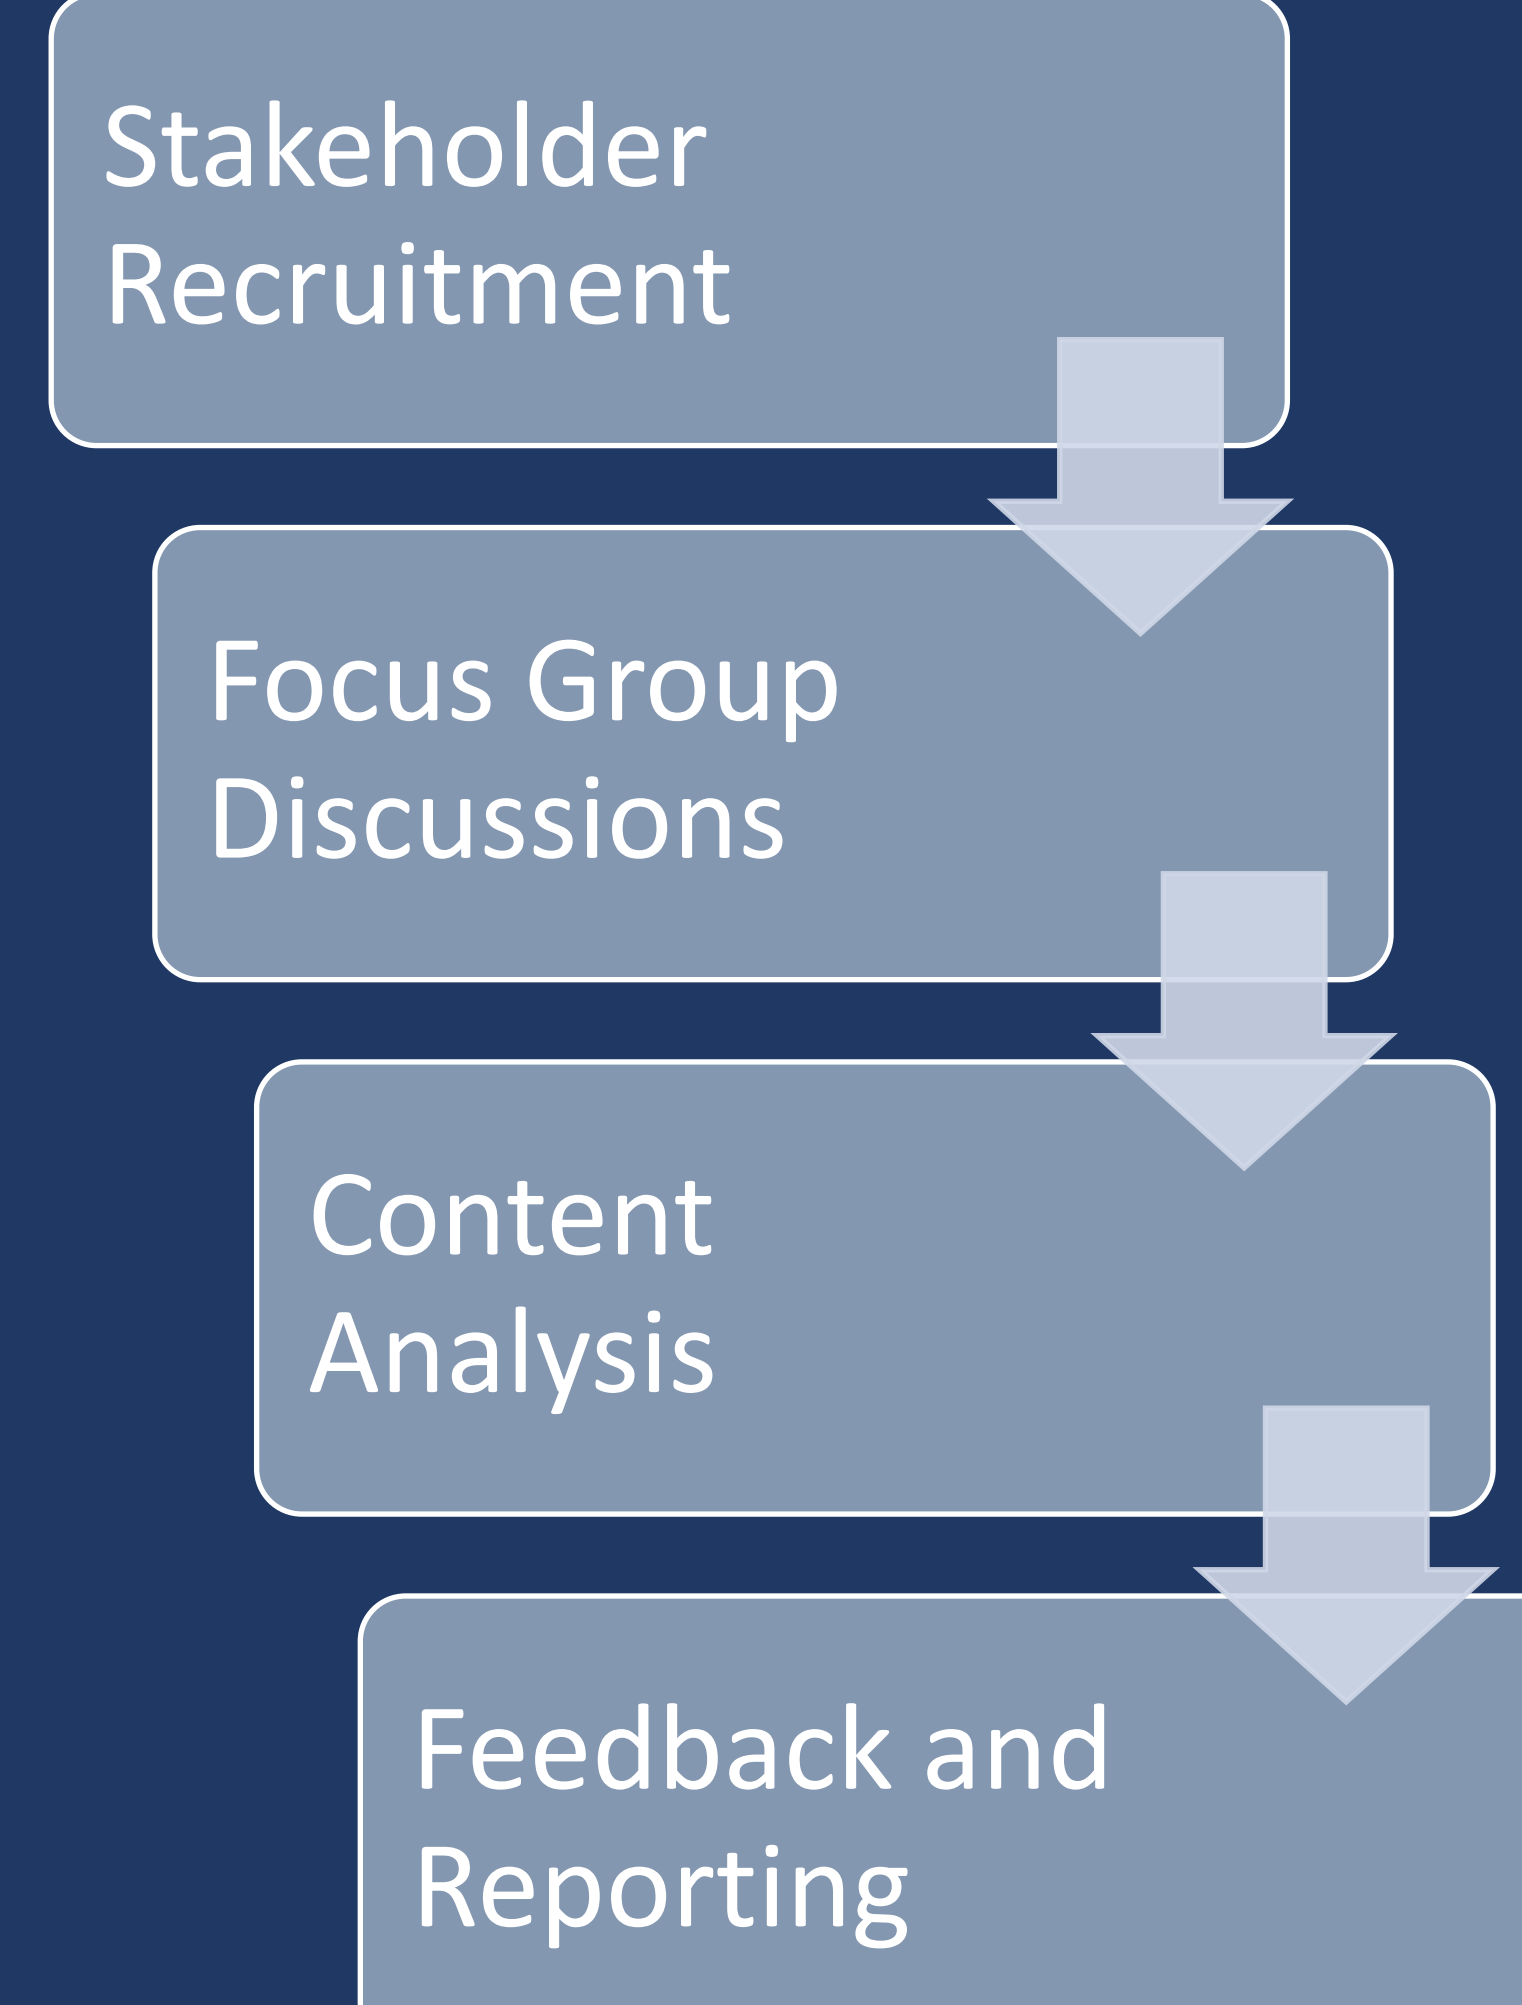 Stakeholder
Recruitment
Focus Group
Discussions
Content
Analysis
Feedback and
Reporting